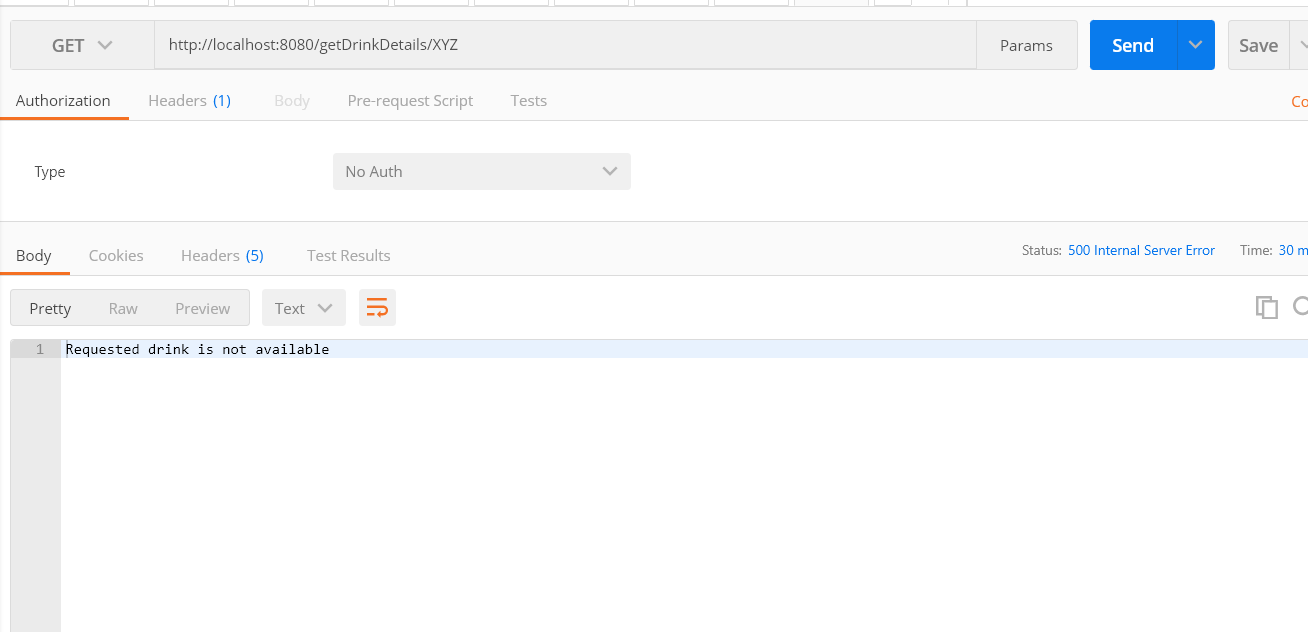 GET http://localhost:8080/getDrinkDetails/XYZ Params Send Save
Authorization Headers (1) Body Pre-request Script Tests Co
Type No Auth
Body Cookies Headers (5) Test Results Status: 500 Internal Server Error Time: 30 m
Pretty Raw Preview Text
1 Requested drink is not available